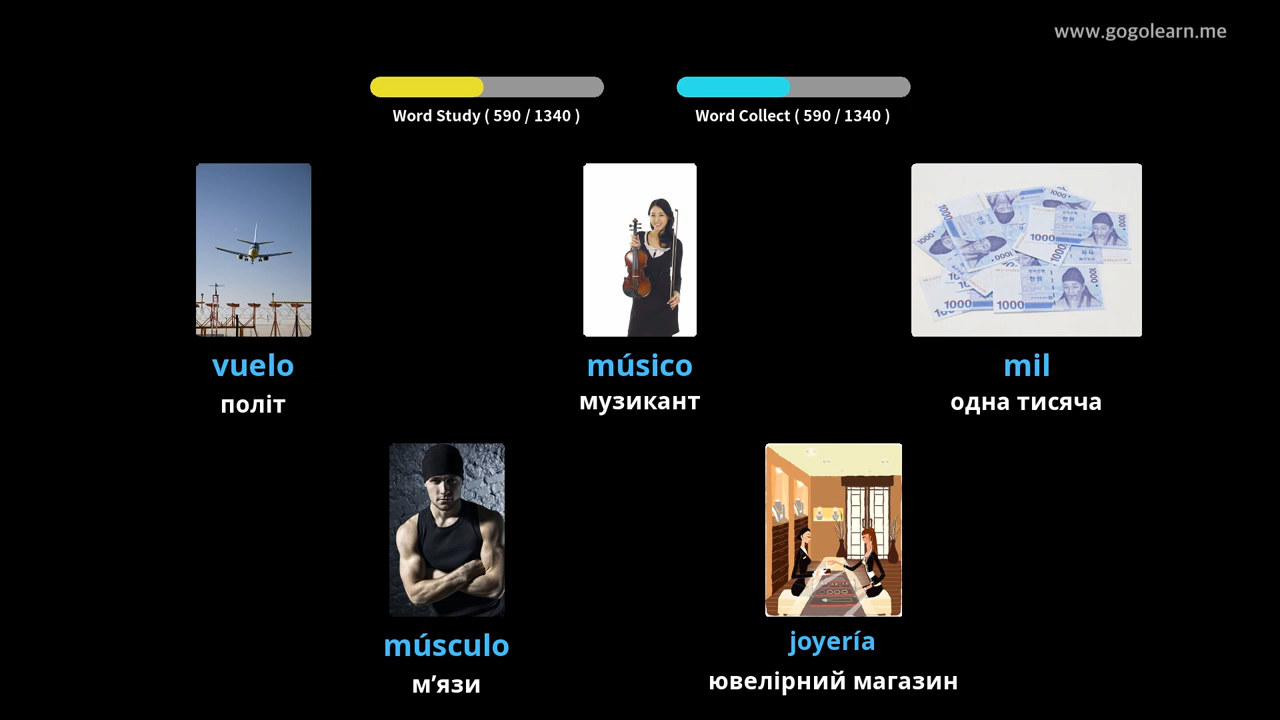 www.gogolearn.me
Word Study ( 590 / 1340 )
Word Collect ( 590 / 1340 )
vuelo
політ
músico
музикант
mil
одна тисяча
músculo
м’язи
joyería
ювелірний магазин